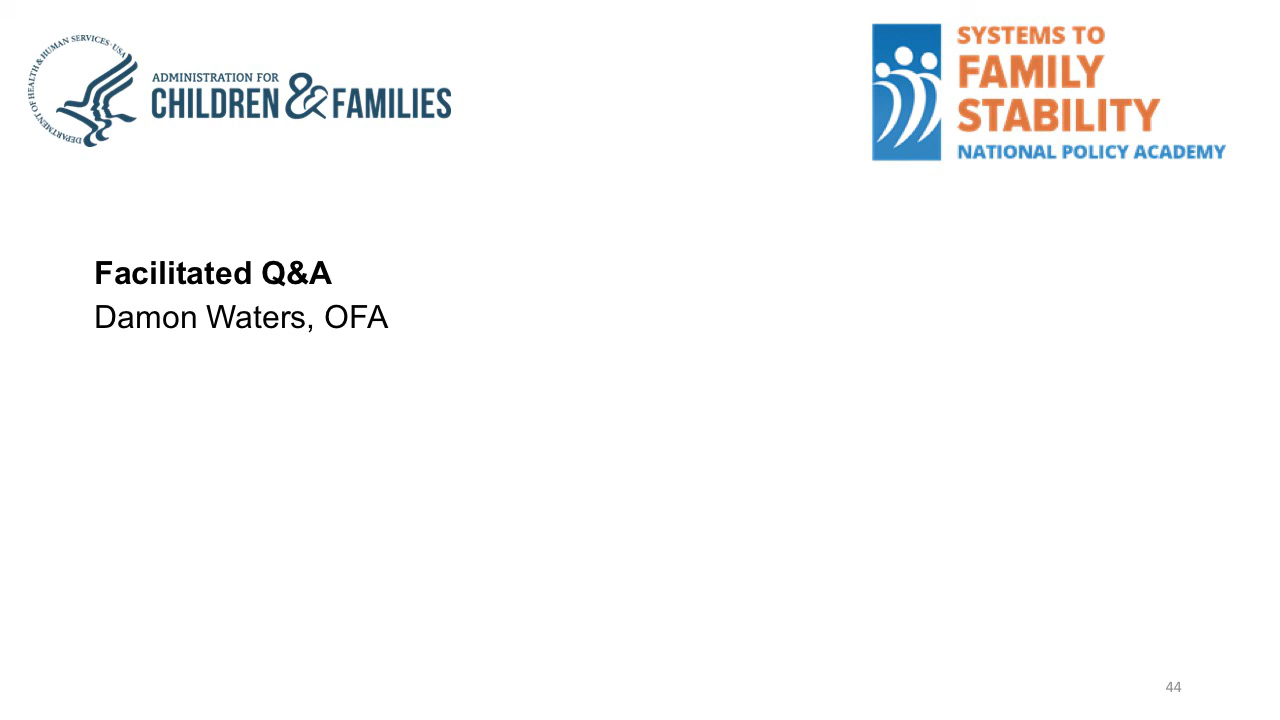 DEPARTMENT OF HEALTH & HUMAN SERVICES · USA
ADMINISTRATION FOR
CHILDREN & FAMILIES
SYSTEMS TO
FAMILY
STABILITY
NATIONAL POLICY ACADEMY
Facilitated Q&A
Damon Waters, OFA
44